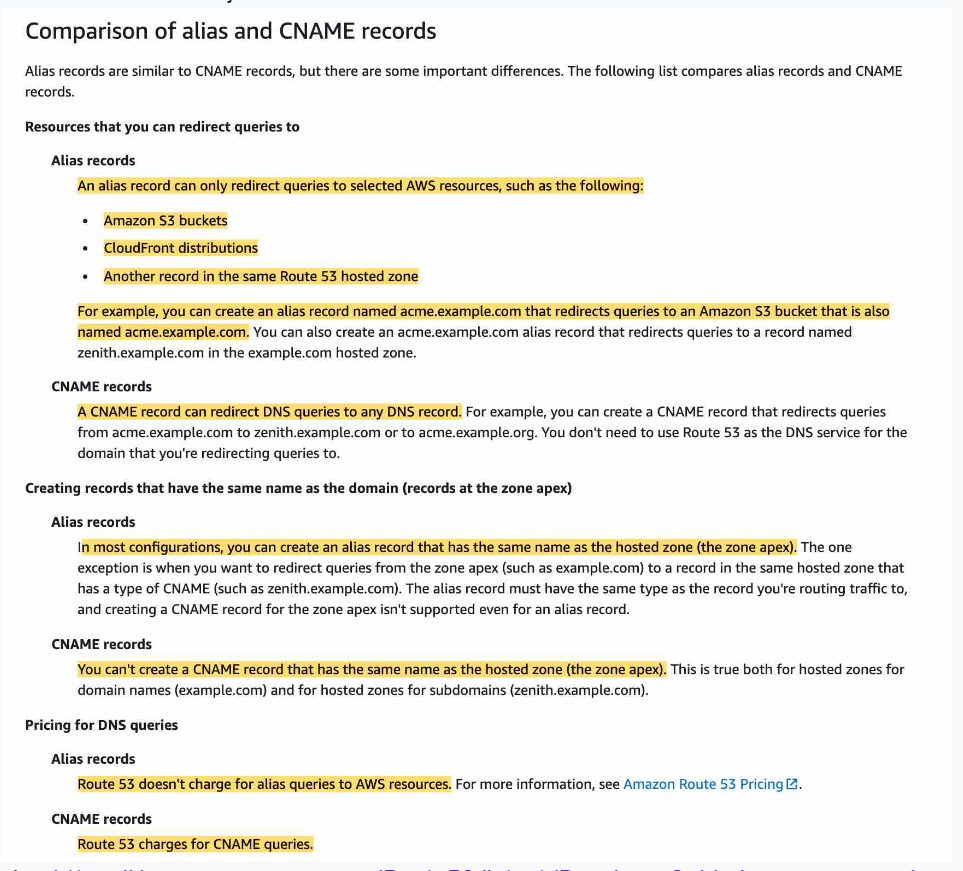 Comparison of alias and CNAME records
Alias records are similar to CNAME records, but there are some important differences. The following list compares alias records and CNAME
records.
Resources that you can redirect queries to
Alias records
An alias record can only redirect queries to selected AWS resources, such as the following:
• Amazon S3 buckets
• CloudFront distributions
• Another record in the same Route 53 hosted zone
For example, you can create an alias record named acme.example.com that redirects queries to an Amazon S3 bucket that is also
named acme.example.com. You can also create an acme.example.com alias record that redirects queries to a record named
zenith.example.com in the example.com hosted zone.
CNAME records
A CNAME record can redirect DNS queries to any DNS record. For example, you can create a CNAME record that redirects queries
from acme.example.com to zenith.example.com or to acme.example.org. You don't need to use Route 53 as the DNS service for the
domain that you're redirecting queries to.
Creating records that have the same name as the domain (records at the zone apex)
Alias records
In most configurations, you can create an alias record that has the same name as the hosted zone (the zone apex). The one
exception is when you want to redirect queries from the zone apex (such as example.com) to a record in the same hosted zone that
has a type of CNAME (such as zenith.example.com). The alias record must have the same type as the record you're routing traffic to,
and creating a CNAME record for the zone apex isn't supported even for an alias record.
CNAME records
You can't create a CNAME record that has the same name as the hosted zone (the zone apex). This is true both for hosted zones for
domain names (example.com) and for hosted zones for subdomains (zenith.example.com).
Pricing for DNS queries
Alias records
Route 53 doesn't charge for alias queries to AWS resources. For more information, see Amazon Route 53 Pricing.
CNAME records
Route 53 charges for CNAME queries.